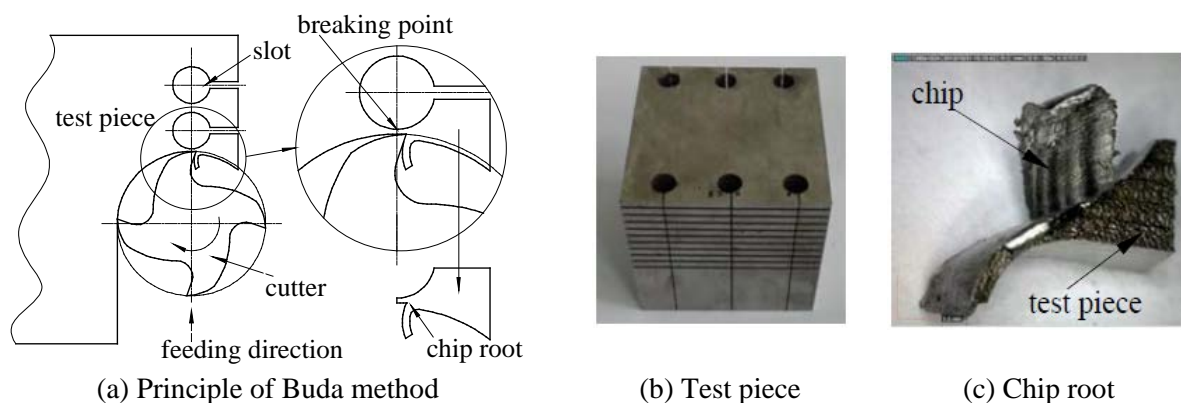 breaking point
slot
test piece
cutter
feeding direction
chip root
chip
test piece
(a) Principle of Buda method
(b) Test piece
(c) Chip root